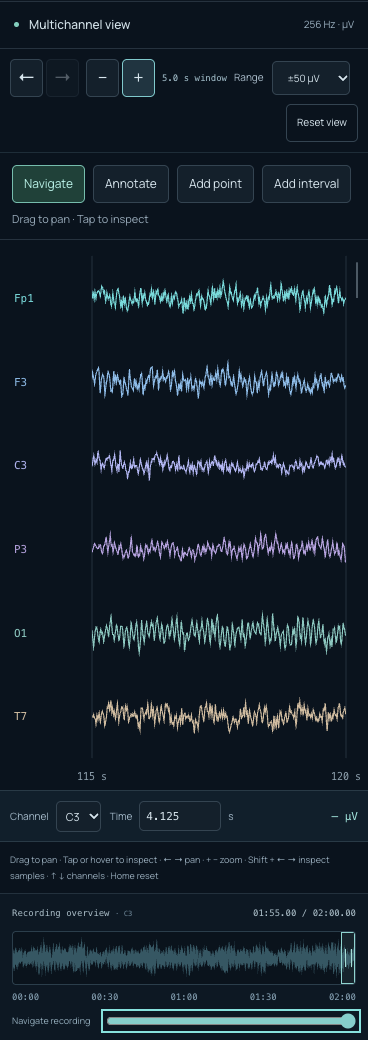 Multichannel view 256 Hz · µV
← → − + 5.0 s window Range ±50 µV
Reset view
Navigate Annotate Add point Add interval
Drag to pan · Tap to inspect
Fp1
F3
C3
P3
O1
T7
115 s 120 s
Channel C3 Time 4.125 s — µV
Drag to pan · Tap or hover to inspect · ← → pan · + − zoom · Shift + ← → inspect
samples · ↑ ↓ channels · Home reset
Recording overview · C3 01:55.00 / 02:00.00
00:00 00:30 01:00 01:30 02:00
Navigate recording